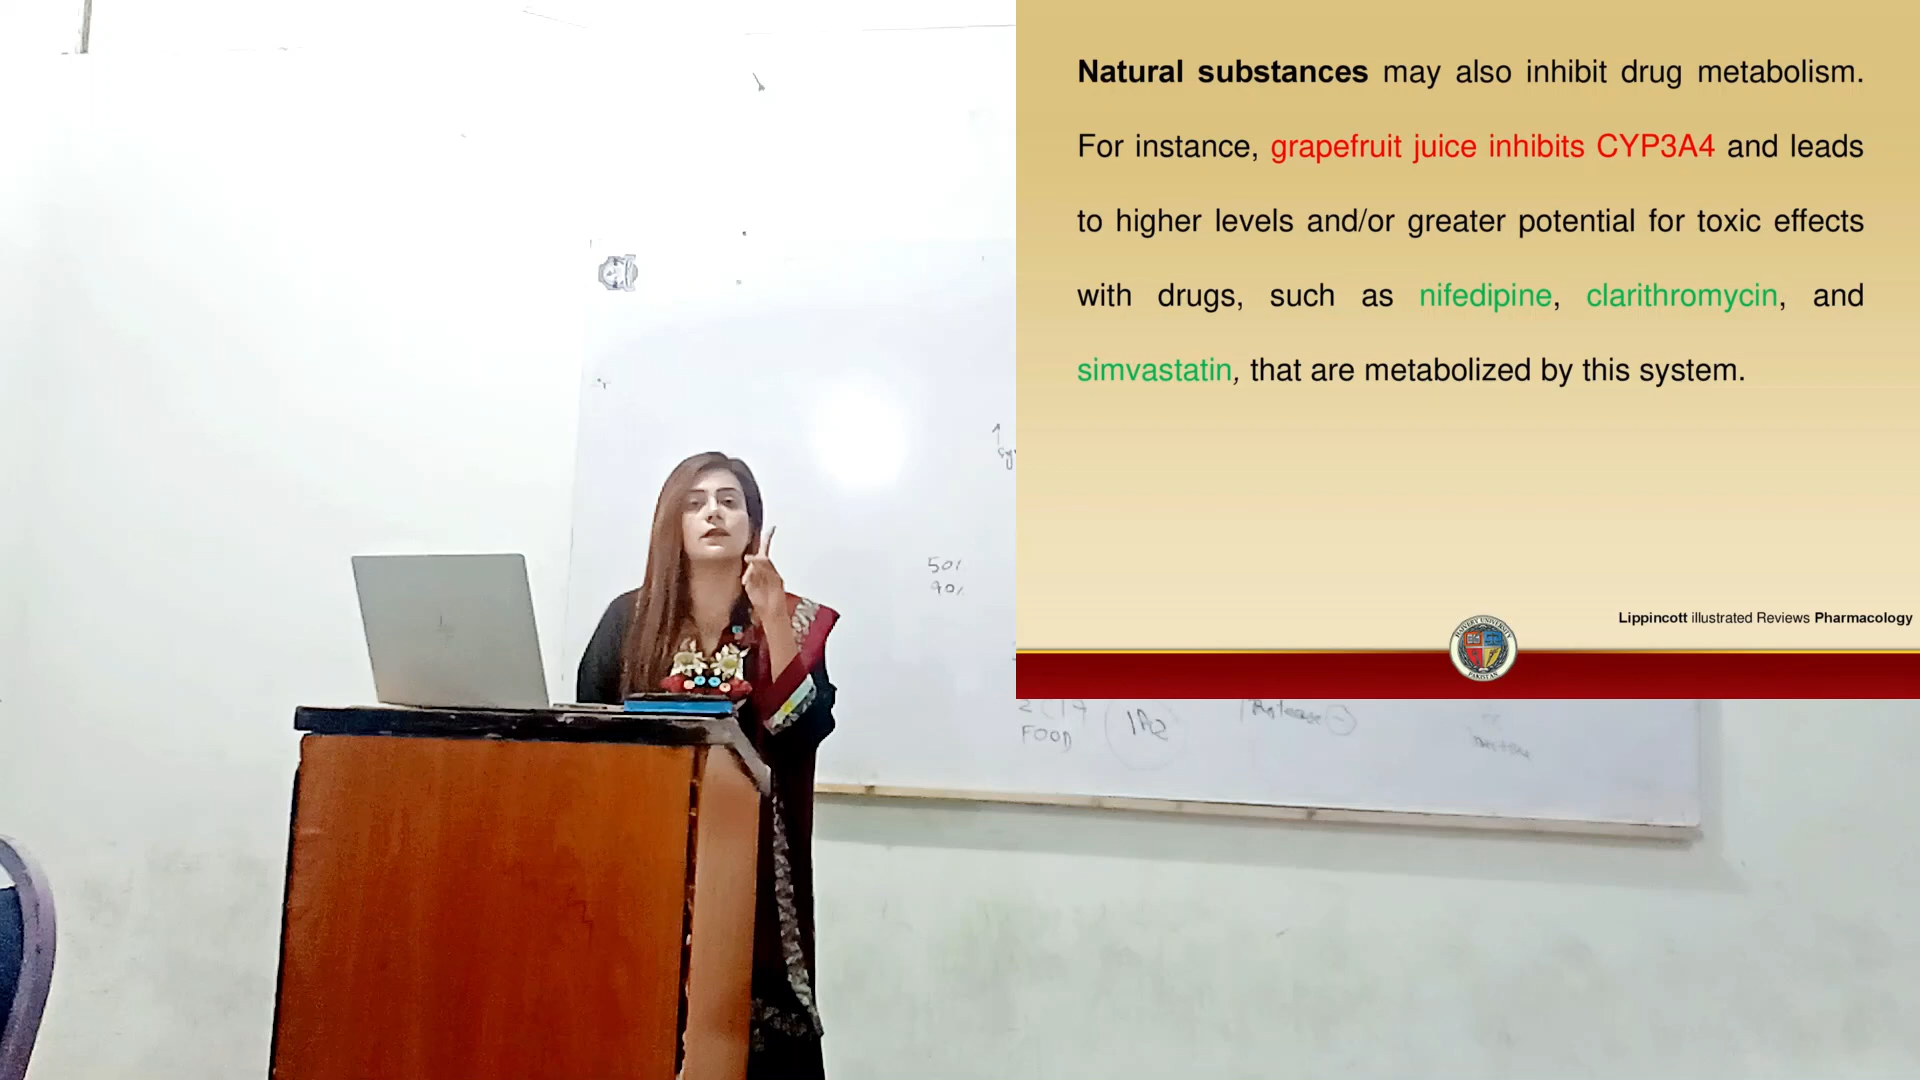 Natural substances may also inhibit drug metabolism.
For instance, grapefruit juice inhibits CYP3A4 and leads
to higher levels and/or greater potential for toxic effects
with drugs, such as nifedipine, clarithromycin, and
simvastatin, that are metabolized by this system.
Lippincott illustrated Reviews Pharmacology
PAKISTAN
50%
90%
FOOD
Release